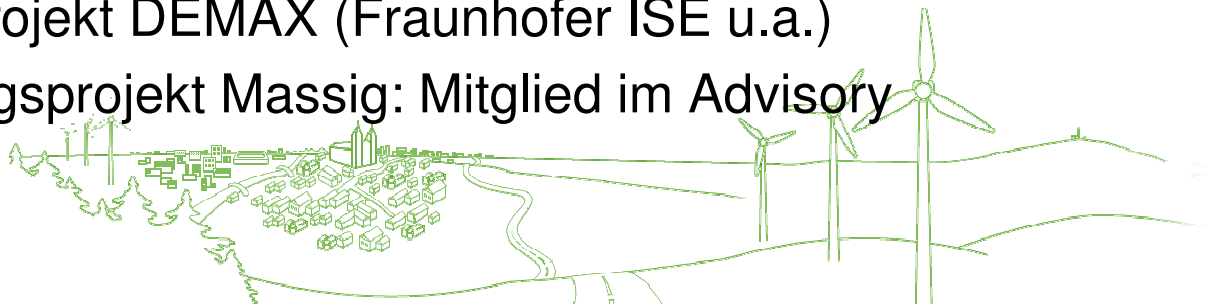 ojekt DEMAX (Fraunhofer ISE u.a.)
gsprojekt Massig: Mitglied im Advisory